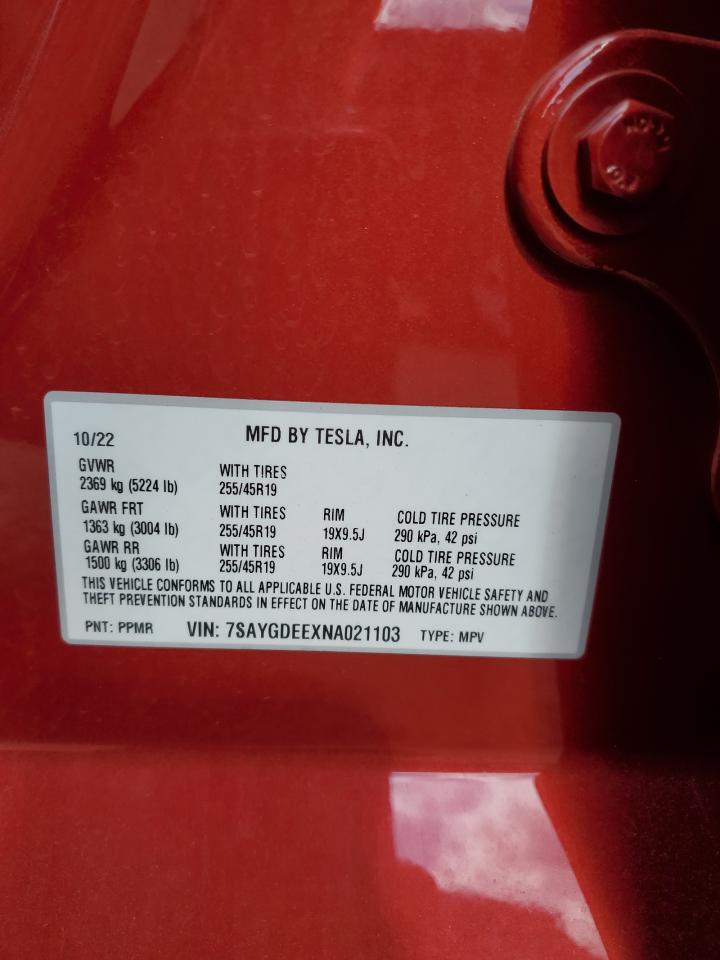 10/22 MFD BY TESLA, INC.
GVWR WITH TIRES
2369 kg (5224 lb) 255/45R19
GAWR FRT WITH TIRES RIM COLD TIRE PRESSURE
1363 kg (3004 lb) 255/45R19 19X9.5J 290 kPa, 42 psi
GAWR RR WITH TIRES RIM COLD TIRE PRESSURE
1500 kg (3306 lb) 255/45R19 19X9.5J 290 kPa, 42 psi
THIS VEHICLE CONFORMS TO ALL APPLICABLE U.S. FEDERAL MOTOR VEHICLE SAFETY AND
THEFT PREVENTION STANDARDS IN EFFECT ON THE DATE OF MANUFACTURE SHOWN ABOVE.
PNT: PPMR VIN: 7SAYGDEEXNA021103 TYPE: MPV